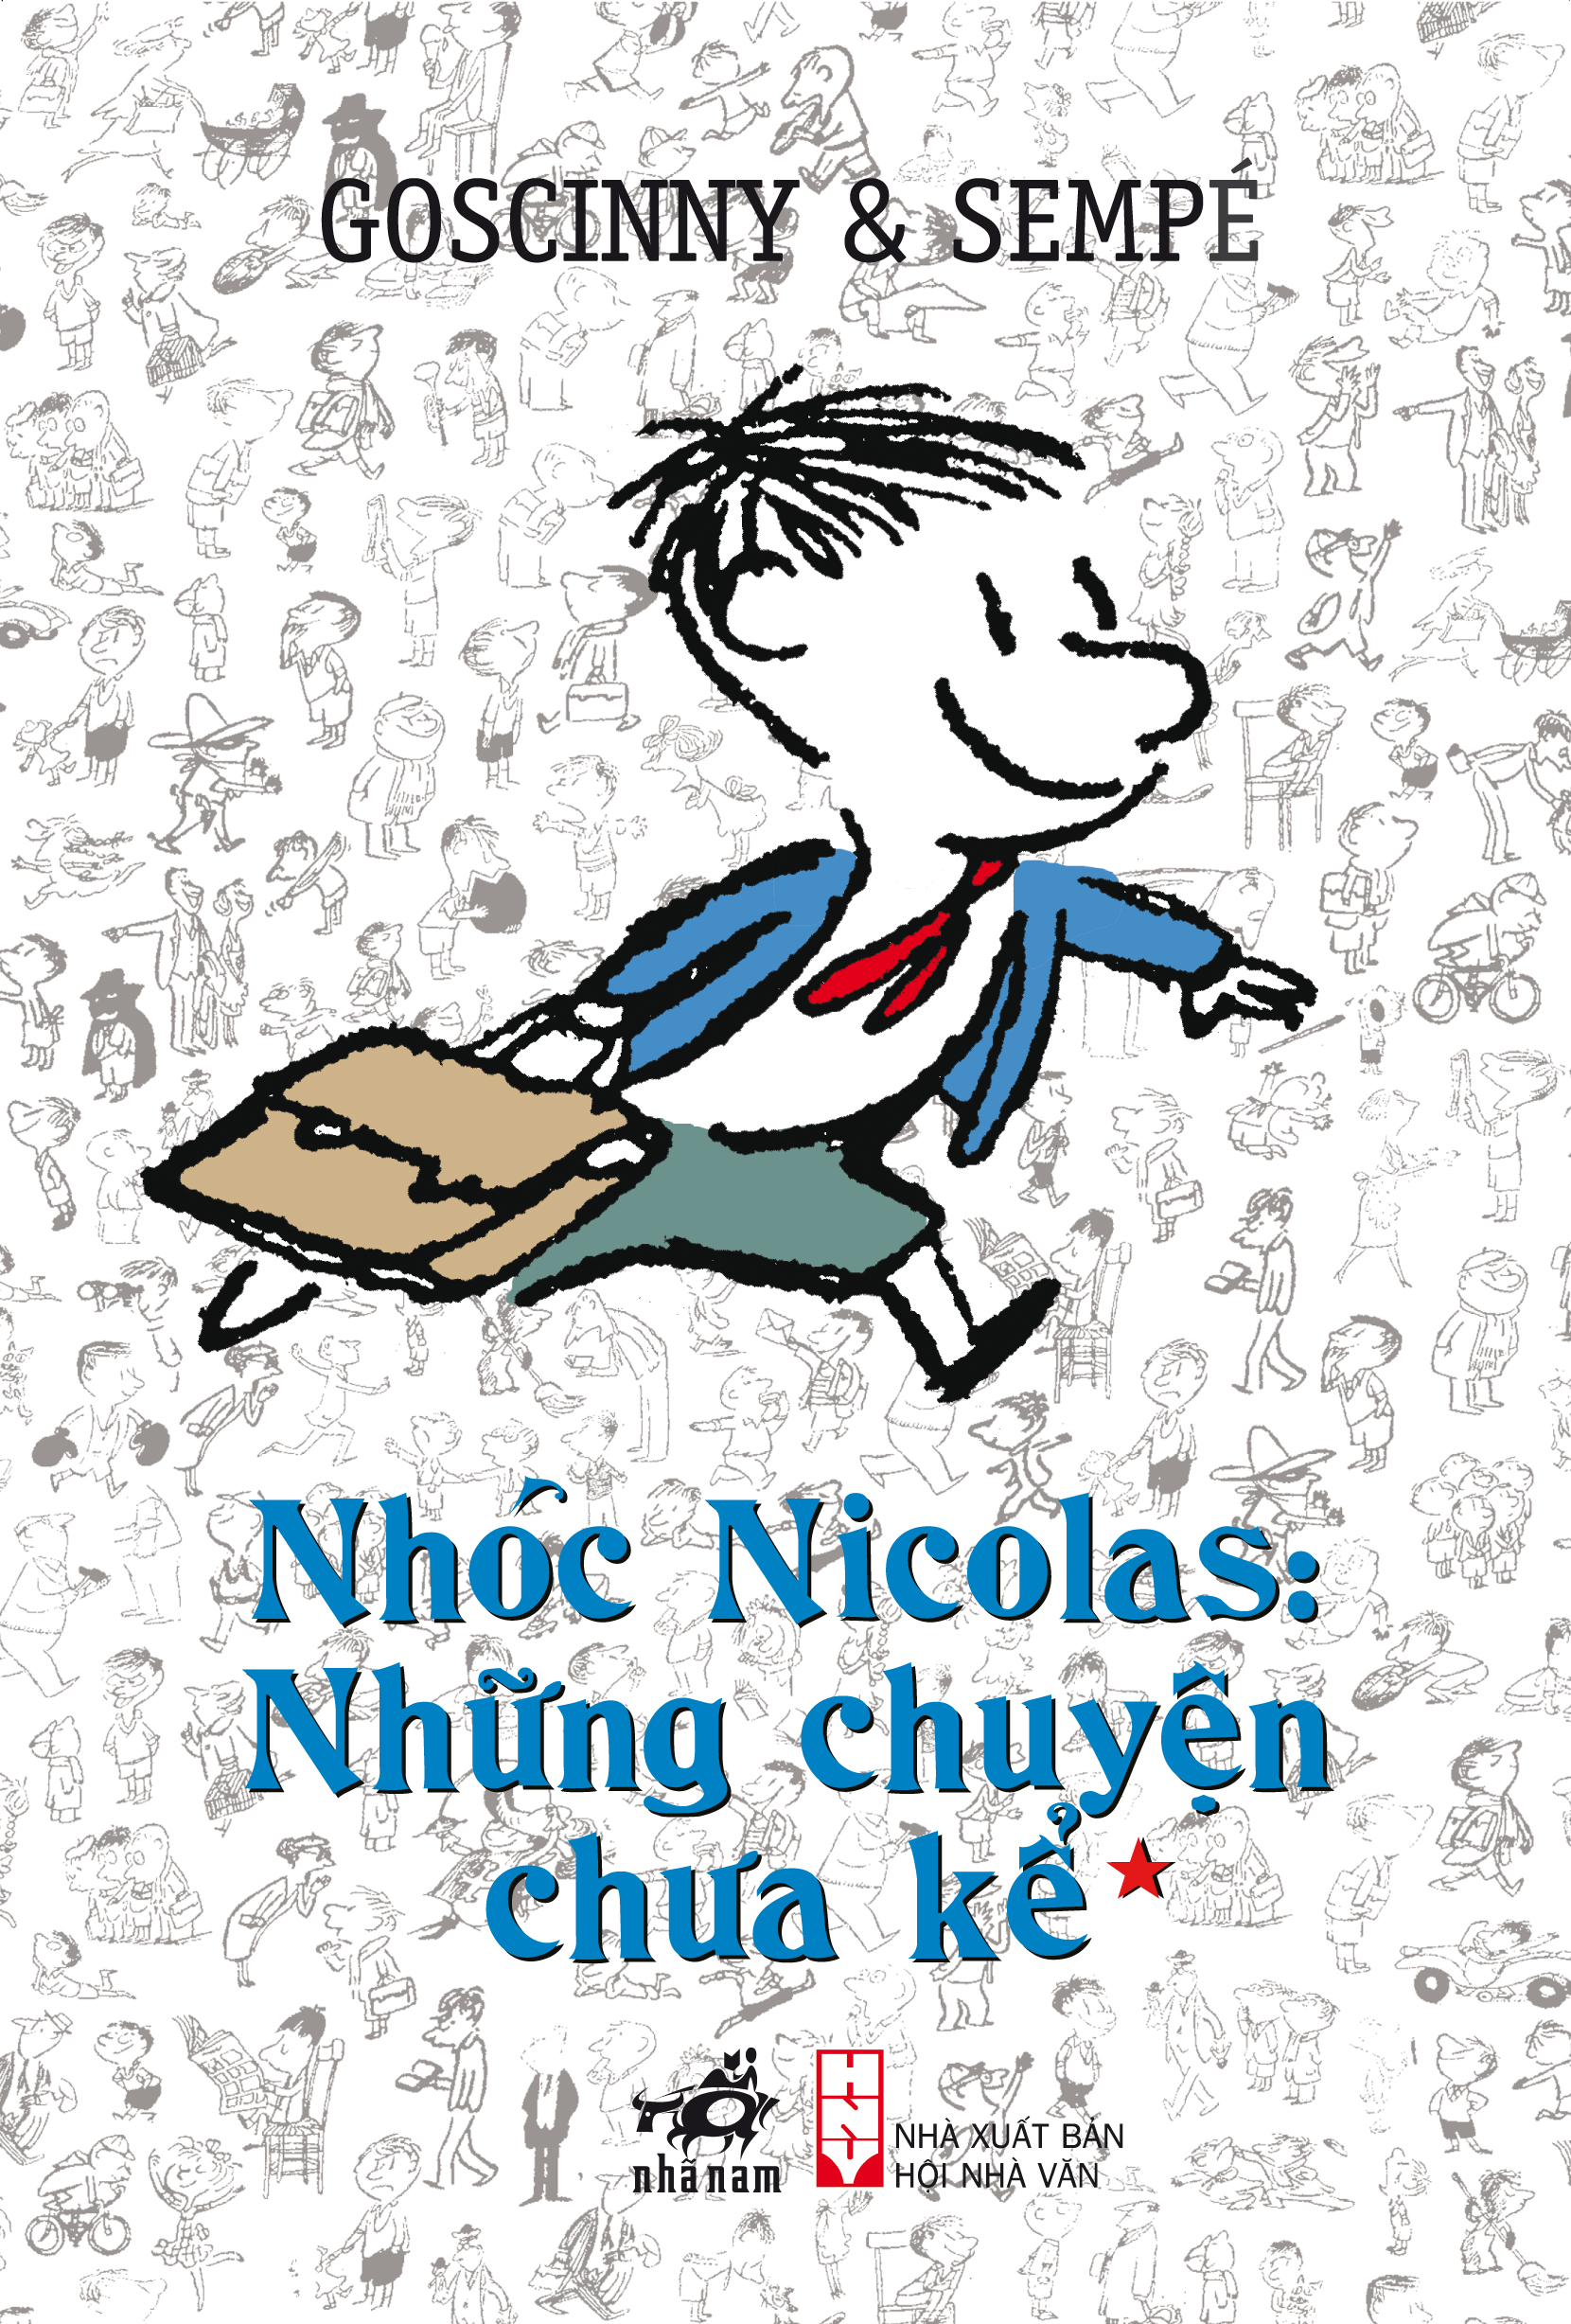 GOSCINNY & SEMPÉ
Nhóc Nicolas:
Những chuyện
chưa kể
nhã nam
NHÀ XUẤT BẢN
HỘI NHÀ VĂN